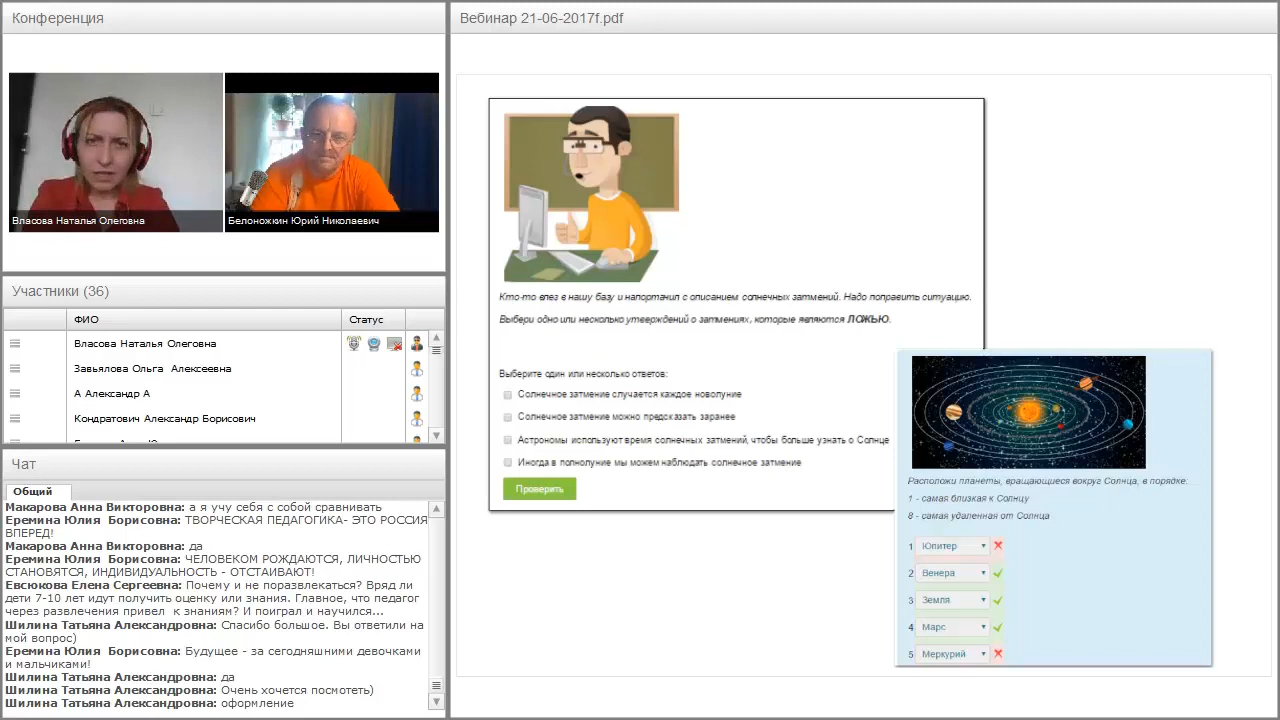 Конференция
Власова Наталья Олеговна
Белоножкин Юрий Николаевич
Участники (36)
ФИО
Статус
Власова Наталья Олеговна
Завьялова Ольга Алексеевна
А Александр А
Кондратович Александр Борисович
Чат
Общий
Макарова Анна Викторовна: а я учу себя с собой сравнивать
Еремина Юлия Борисовна: ТВОРЧЕСКАЯ ПЕДАГОГИКА- ЭТО РОССИЯ
ВПЕРЕД!
Макарова Анна Викторовна: да
Еремина Юлия Борисовна: ЧЕЛОВЕКОМ РОЖДАЮТСЯ, ЛИЧНОСТЬЮ
СТАНОВЯТСЯ, ИНДИВИДУАЛЬНОСТЬ - ОТСТАИВАЮТ!
Евсюкова Елена Сергеевна: Почему и не поразвлекаться? Вряд ли
дети 7-10 лет идут получить оценку или знания. Главное, что педагог
через развлечения привел к знаниям? И поиграл и научился...
Шилина Татьяна Александровна: Спасибо большое. Вы ответили на
мой вопрос)
Еремина Юлия Борисовна: Будущее - за сегодняшними девочками
и мальчиками!
Шилина Татьяна Александровна: да
Шилина Татьяна Александровна: Очень хочется посмотеть)
Шилина Татьяна Александровна: оформление
Вебинар 21-06-2017f.pdf
Кто-то влез в нашу базу и напортачил с описанием солнечных затмений. Надо поправить ситуацию.
Выбери одно или несколько утверждений о затмениях, которые являются ЛОЖЬЮ.
Выберите один или несколько ответов:
Солнечное затмение случается каждое новолуние
Солнечное затмение можно предсказать заранее
Астрономы используют время солнечных затмений, чтобы больше узнать о Солнце
Иногда в полнолуние мы можем наблюдать солнечное затмение
Проверить
Расположи планеты, вращающиеся вокруг Солнца, в порядке:
1 - самая близкая к Солнцу
8 - самая удаленная от Солнца
1 Юпитер
2 Венера
3 Земля
4 Марс
5 Меркурий